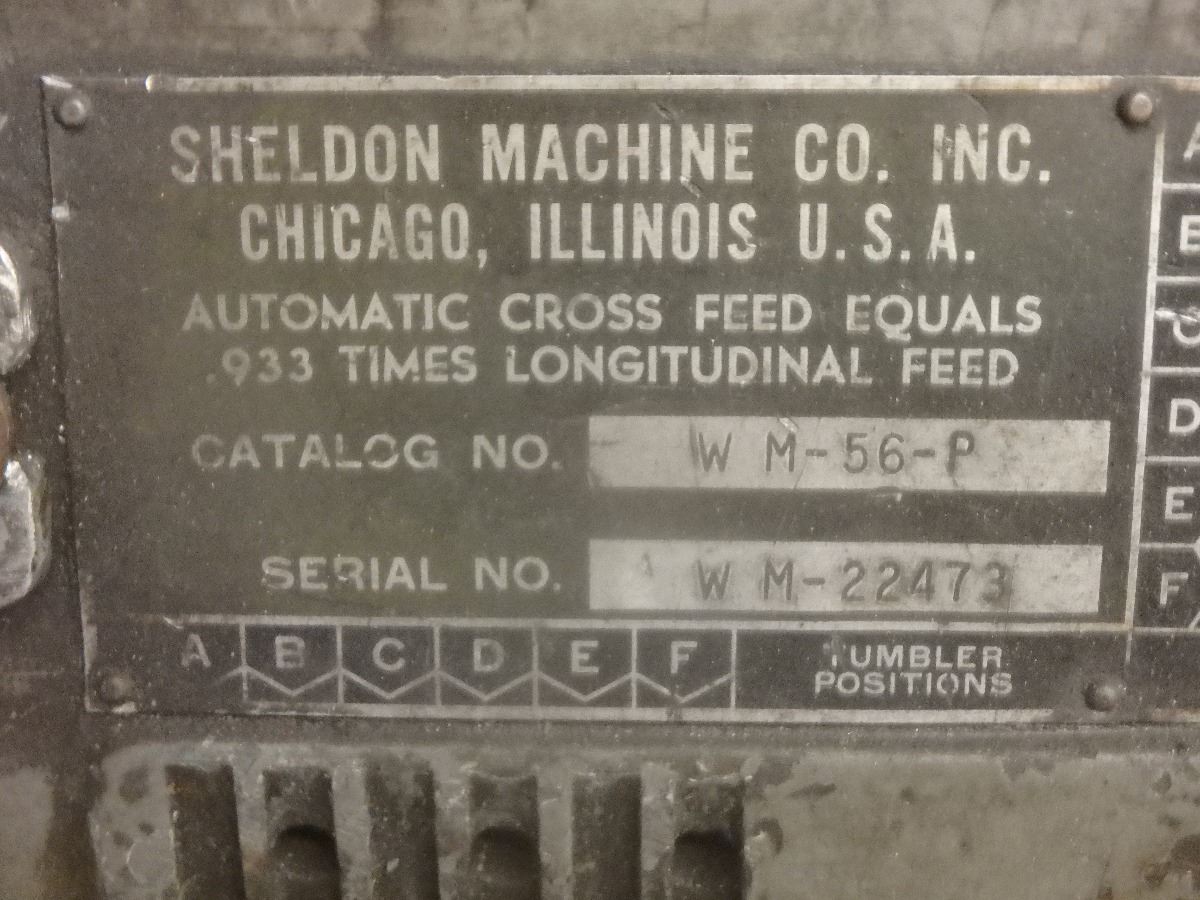 SHELDON MACHINE CO. INC.
CHICAGO, ILLINOIS U.S.A.
AUTOMATIC CROSS FEED EQUALS
.933 TIMES LONGITUDINAL FEED
CATALOG NO. W M-56-P
SERIAL NO. W M-22473
A B C D E F TUMBLER
POSITIONS
A
B
C
D
E
F